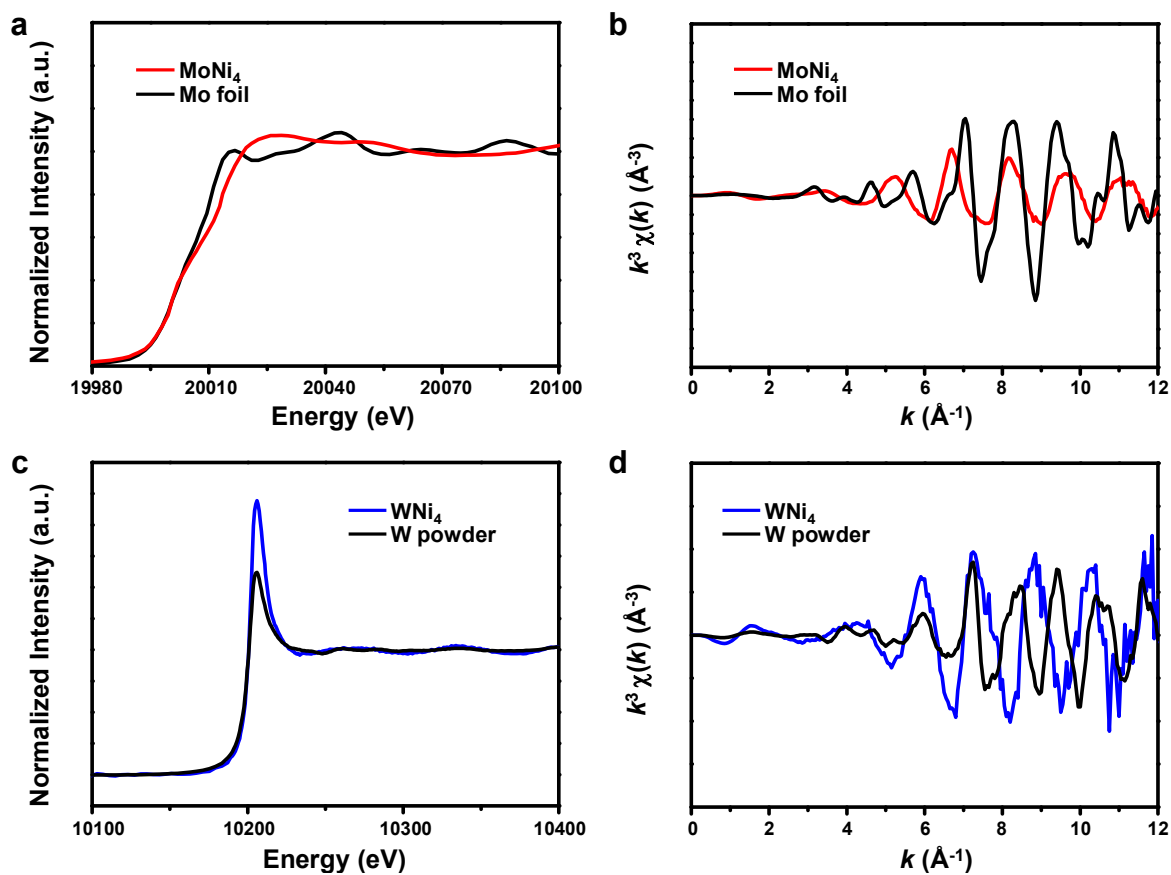 a
Normalized Intensity (a.u.)
MoNi₄
Mo foil
19980 20010 20040 20070 20100
Energy (eV)
b
k³ χ(k) (Å⁻³)
MoNi₄
Mo foil
0 2 4 6 8 10 12
k (Å⁻¹)
c
Normalized Intensity (a.u.)
WNi₄
W powder
10100 10200 10300 10400
Energy (eV)
d
k³ χ(k) (Å⁻³)
WNi₄
W powder
0 2 4 6 8 10 12
k (Å⁻¹)